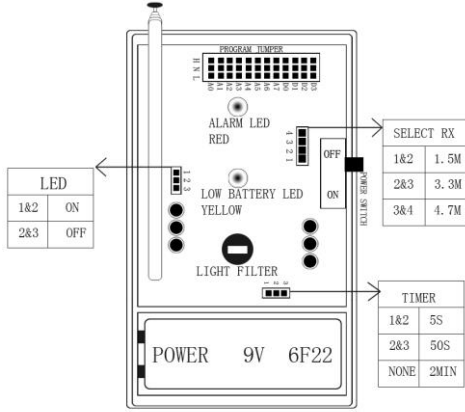 PROGRAM JUMPER
H N L
A0 A1 A2 A3 A4 A5 A6 A7 D0 D1 D2 D3
ALARM LED
RED
4 3 2 1
OFF
ON
POWER SWITCH
SELECT RX
1&2 1.5M
2&3 3.3M
3&4 4.7M
LED
1&2 ON
2&3 OFF
1 2 3
LOW BATTERY LED
YELLOW
LIGHT FILTER
1 2 3
TIMER
1&2 5S
2&3 50S
NONE 2MIN
POWER 9V 6F22